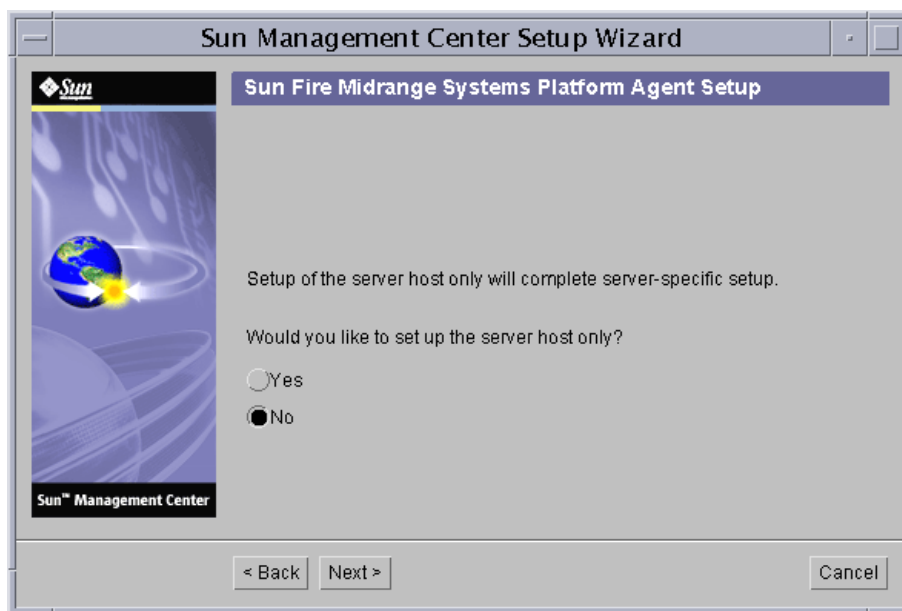 Sun Management Center Setup Wizard
Sun
Sun Fire Midrange Systems Platform Agent Setup
Setup of the server host only will complete server-specific setup.
Would you like to set up the server host only?
Yes
No
Sun™ Management Center
< Back
Next >
Cancel